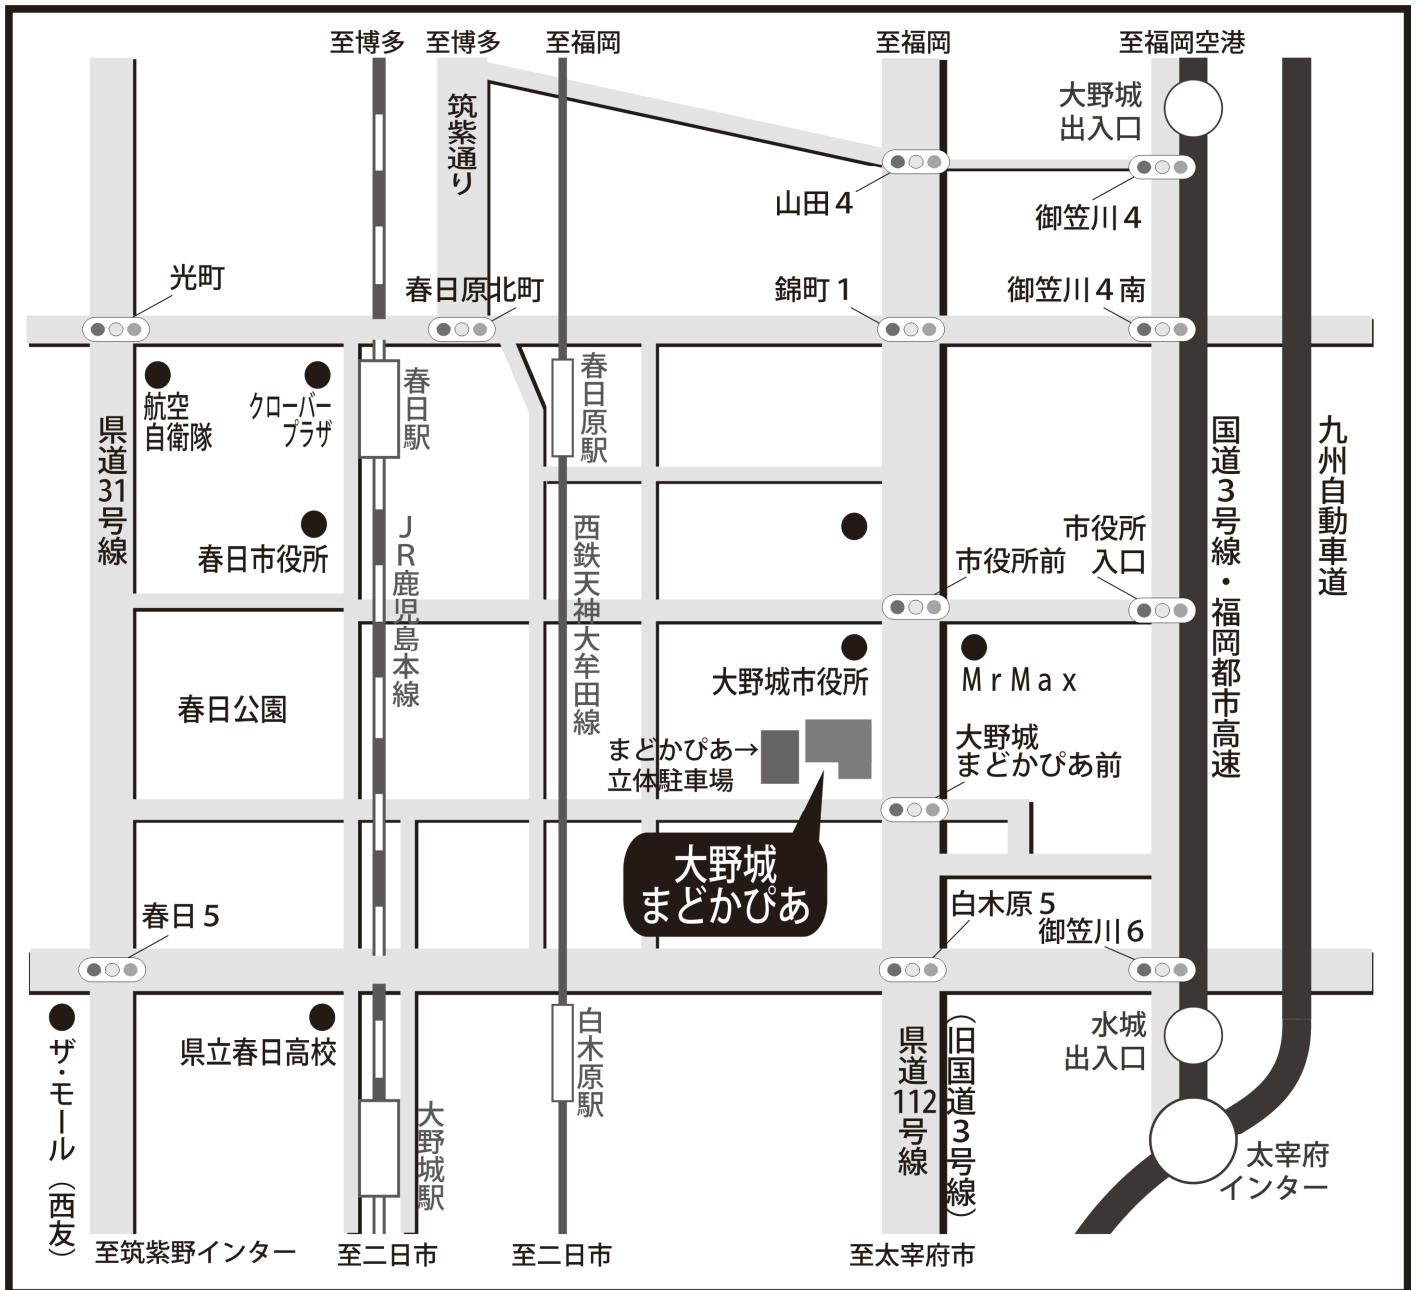 至博多
至博多
至福岡
至福岡
至福岡空港
筑紫通り
大野城
出入口
山田4
御笠川4
光町
春日原北町
錦町1
御笠川4南
航空
自衛隊
クローバー
プラザ
春日駅
春日原駅
県道31号線
国道3号線・福岡都市高速
九州自動車道
春日市役所
JR鹿児島本線
西鉄天神大牟田線
市役所前
市役所
入口
春日公園
大野城市役所
MrMax
まどかぴあ→
立体駐車場
大野城
まどかぴあ前
大野城
まどかぴあ
春日5
白木原5
御笠川6
ザ・モール(西友)
県立春日高校
大野城駅
白木原駅
県道112号線
(旧国道3号線)
水城
出入口
太宰府
インター
至筑紫野インター
至二日市
至二日市
至太宰府市